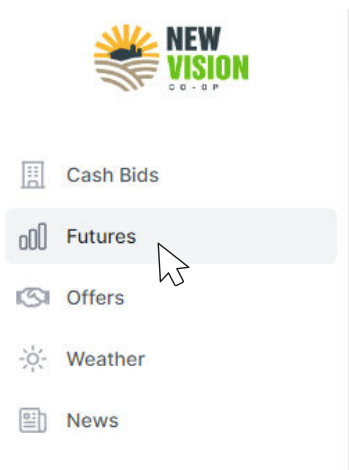 NEW
VISION
CO-OP
Cash Bids
Futures
Offers
Weather
News